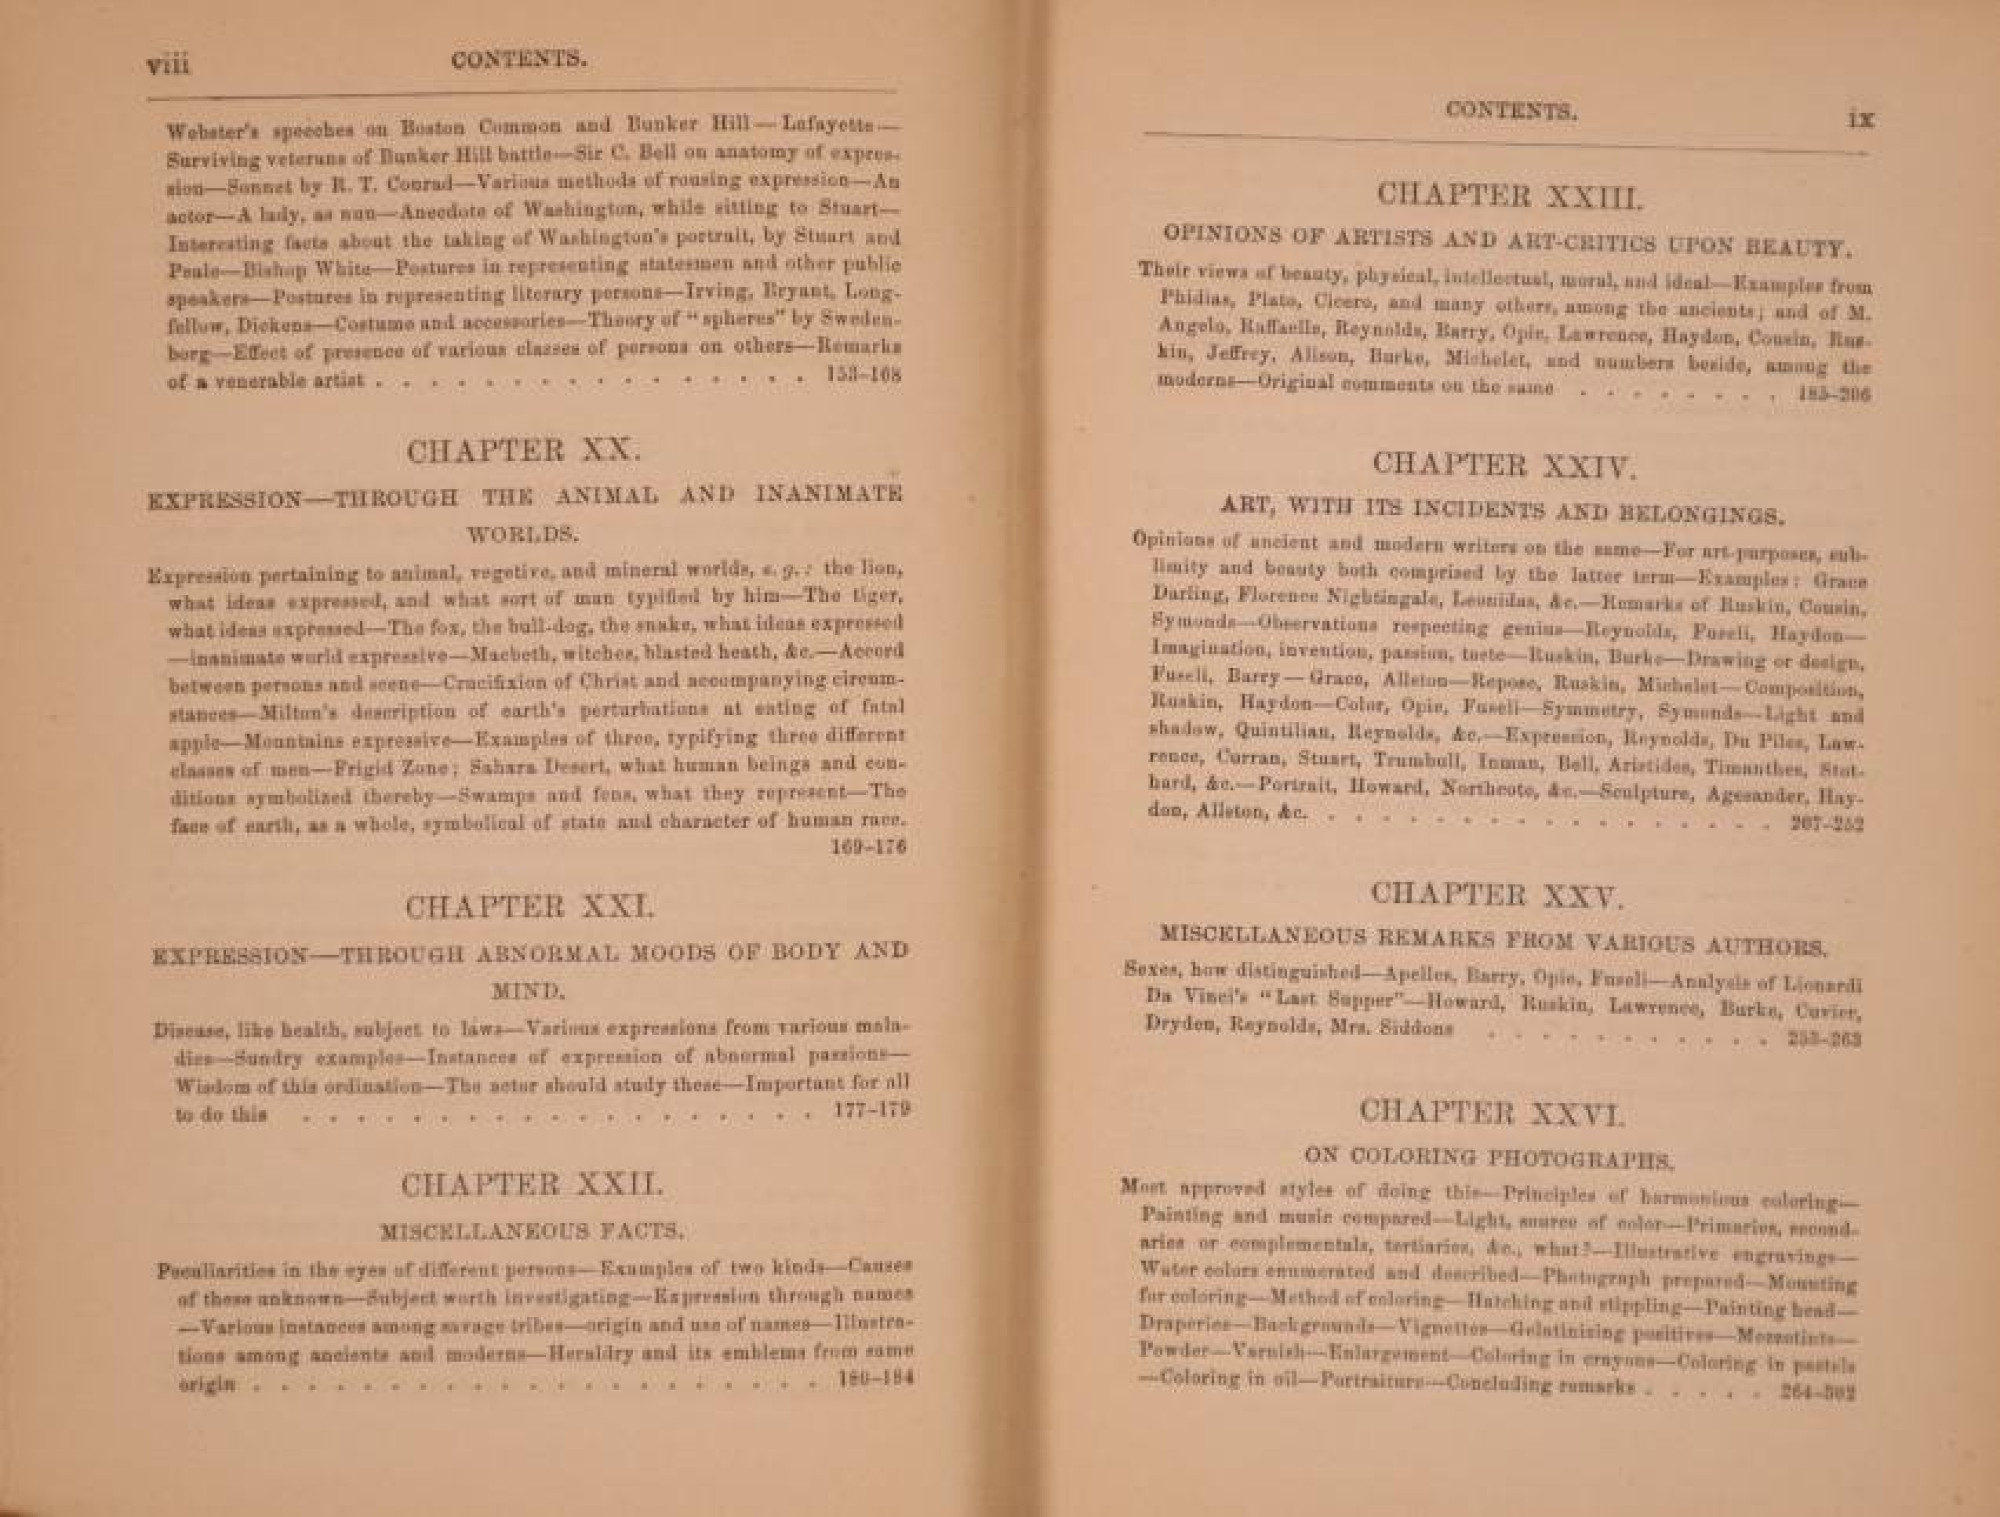 viii
CONTENTS.
Webster's speeches on Boston Common and Bunker Hill—Lafayette—
Surviving veterans of Bunker Hill battle—Sir C. Bell on anatomy of expres-
sion—Sonnet by R. T. Conrad—Various methods of rousing expression—An
actor—A lady, as nun—Anecdote of Washington, while sitting to Stuart—
Interesting facts about the taking of Washington's portrait, by Stuart and
Peale—Bishop White—Postures in representing statesmen and other public
speakers—Postures in representing literary persons—Irving, Bryant, Long-
fellow, Dickens—Costume and accessories—Theory of "spheres" by Sweden-
borg—Effect of presence of various classes of persons on others—Remarks
of a venerable artist . . . . . . . . . . . . . . . . 153–168
CHAPTER XX.
EXPRESSION—THROUGH THE ANIMAL AND INANIMATE
WORLDS.
Expression pertaining to animal, vegetive, and mineral worlds, e. g.: the lion,
what ideas expressed, and what sort of man typified by him—The tiger,
what ideas expressed—The fox, the bull-dog, the snake, what ideas expressed
—inanimate world expressive—Macbeth, witches, blasted heath, &c.—Accord
between persons and scene—Crucifixion of Christ and accompanying circum-
stances—Milton's description of earth's perturbations at eating of fatal
apple—Mountains expressive—Examples of three, typifying three different
classes of men—Frigid Zone; Sahara Desert, what human beings and con-
ditions symbolized thereby—Swamps and fens, what they represent—The
face of earth, as a whole, symbolical of state and character of human race.
169–176
CHAPTER XXI.
EXPRESSION—THROUGH ABNORMAL MOODS OF BODY AND
MIND.
Disease, like health, subject to laws—Various expressions from various mala-
dies—Sundry examples—Instances of expression of abnormal passions—
Wisdom of this ordination—The actor should study these—Important for all
to do this . . . . . . . . . . . . . . . . . . . 177–179
CHAPTER XXII.
MISCELLANEOUS FACTS.
Peculiarities in the eyes of different persons—Examples of two kinds—Causes
of these unknown—Subject worth investigating—Expression through names
—Various instances among savage tribes—origin and use of names—Illustra-
tions among ancients and moderns—Heraldry and its emblems from same
origin . . . . . . . . . . . . . . . . . . . . . 180–184
CONTENTS.
ix
CHAPTER XXIII.
OPINIONS OF ARTISTS AND ART-CRITICS UPON BEAUTY.
Their views of beauty, physical, intellectual, moral, and ideal—Examples from
Phidias, Plato, Cicero, and many others, among the ancients; and of M.
Angelo, Raffaelle, Reynolds, Barry, Opie, Lawrence, Haydon, Cousin, Rus-
kin, Jeffrey, Alison, Burke, Michelet, and numbers beside, among the
moderns—Original comments on the same . . . . . . . . 185–206
CHAPTER XXIV.
ART, WITH ITS INCIDENTS AND BELONGINGS.
Opinions of ancient and modern writers on the same—For art-purposes, sub-
limity and beauty both comprised by the latter term—Examples: Grace
Darling, Florence Nightingale, Leonidas, &c.—Remarks of Ruskin, Cousin,
Symonds—Observations respecting genius—Reynolds, Fuseli, Haydon—
Imagination, invention, passion, taste—Ruskin, Burke—Drawing or design,
Fuseli, Barry—Grace, Allston—Repose, Ruskin, Michelet—Composition,
Ruskin, Haydon—Color, Opie, Fuseli—Symmetry, Symonds—Light and
shadow, Quintilian, Reynolds, &c.—Expression, Reynolds, Du Piles, Law-
rence, Curran, Stuart, Trumbull, Inman, Bell, Aristides, Timanthes, Stot-
hard, &c.—Portrait, Howard, Northcote, &c.—Sculpture, Agesander, Hay-
don, Allston, &c. . . . . . . . . . . . . . . . . . 207–252
CHAPTER XXV.
MISCELLANEOUS REMARKS FROM VARIOUS AUTHORS.
Sexes, how distinguished—Apelles, Barry, Opie, Fuseli—Analysis of Lionardi
Da Vinci's "Last Supper"—Howard, Ruskin, Lawrence, Burke, Cuvier,
Dryden, Reynolds, Mrs. Siddons . . . . . . . . . . . 253–263
CHAPTER XXVI.
ON COLORING PHOTOGRAPHS.
Most approved styles of doing this—Principles of harmonious coloring—
Painting and music compared—Light, source of color—Primaries, second-
aries or complementals, tertiaries, &c., what?—Illustrative engravings—
Water colors enumerated and described—Photograph prepared—Mounting
for coloring—Method of coloring—Hatching and stippling—Painting head—
Draperies—Backgrounds—Vignettes—Gelatinizing positives—Mezzotints—
Powder—Varnish—Enlargement—Coloring in crayons—Coloring in pastels
—Coloring in oil—Portraiture—Concluding remarks . . . . . 264–302